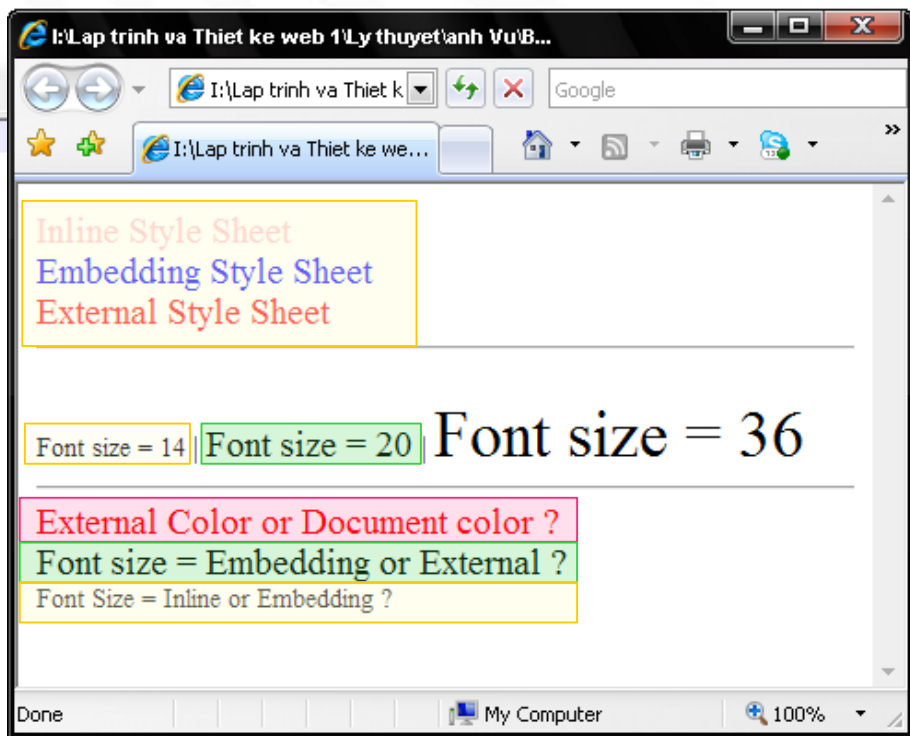 I:\Lap trinh va Thiet ke web 1\Ly thuyet\anh Vu\B...
I:\Lap trinh va Thiet k
Google
I:\Lap trinh va Thiet ke we...
»
Inline Style Sheet
Embedding Style Sheet
External Style Sheet
Font size = 14 | Font size = 20 | Font size = 36
External Color or Document color ?
Font size = Embedding or External ?
Font Size = Inline or Embedding ?
Done My Computer 100%